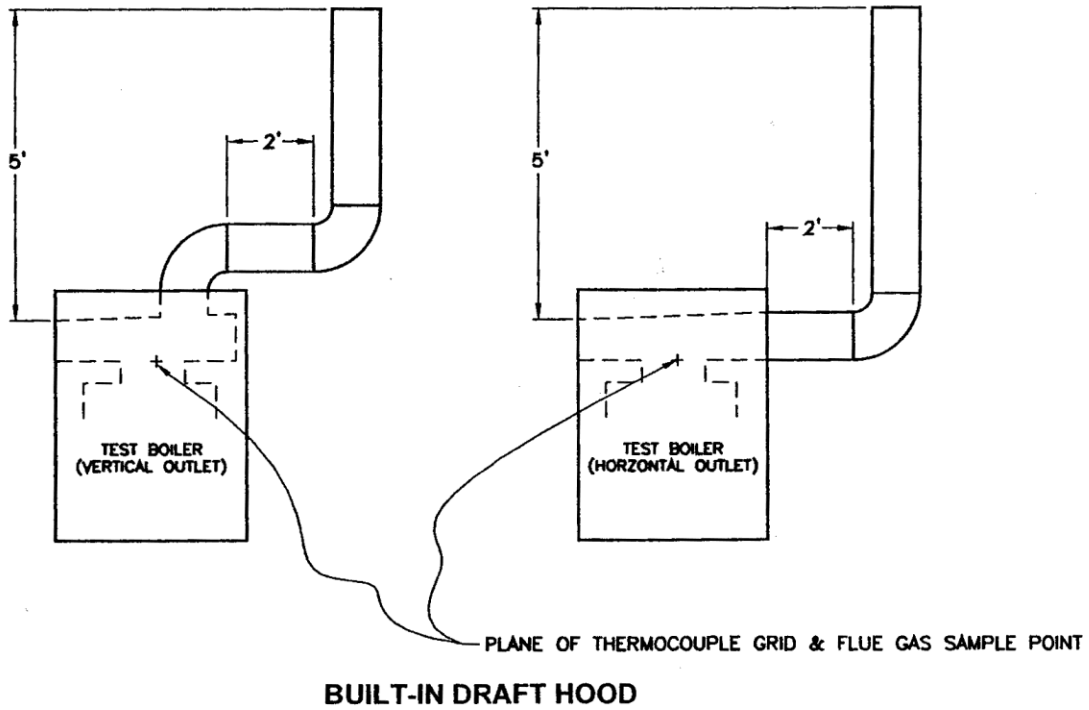 5'
2'
TEST BOILER
(VERTICAL OUTLET)
5'
2'
TEST BOILER
(HORZONTAL OUTLET)
PLANE OF THERMOCOUPLE GRID & FLUE GAS SAMPLE POINT
BUILT-IN DRAFT HOOD